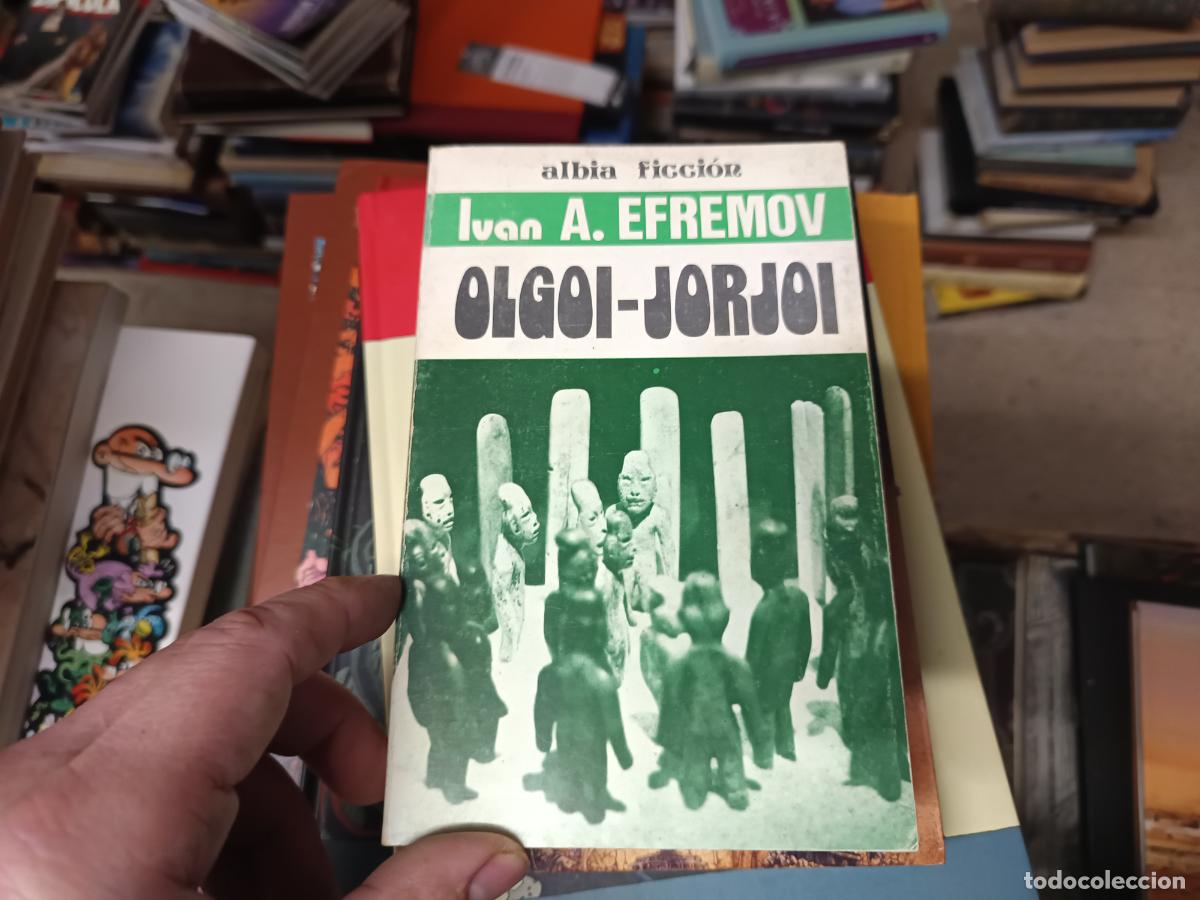 albia ficción
Ivan A. EFREMOV
OLGOI-JORJOI
todocoleccion